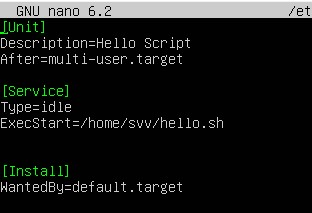 GNU nano 6.2 /et
[Unit]
Description=Hello Script
After=multi-user.target
[Service]
Type=idle
ExecStart=/home/svv/hello.sh
[Install]
WantedBy=default.target